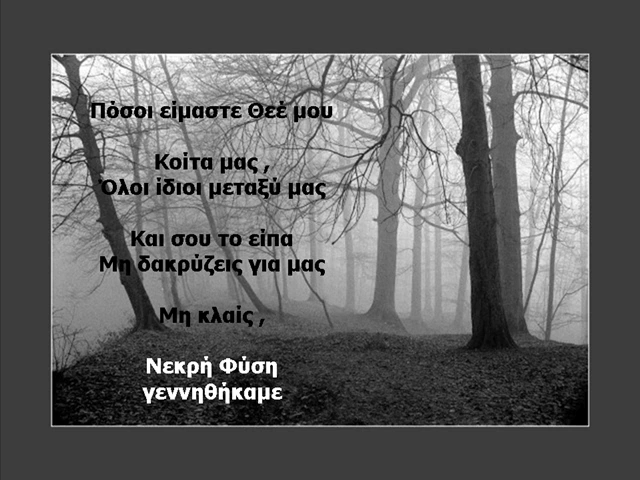 Πόσοι είμαστε Θεέ μου
Κοίτα μας ,
Όλοι ίδιοι μεταξύ μας
Και σου το είπα
Μη δακρύζεις για μας
Μη κλαίς ,
Νεκρή Φύση
γεννηθήκαμε